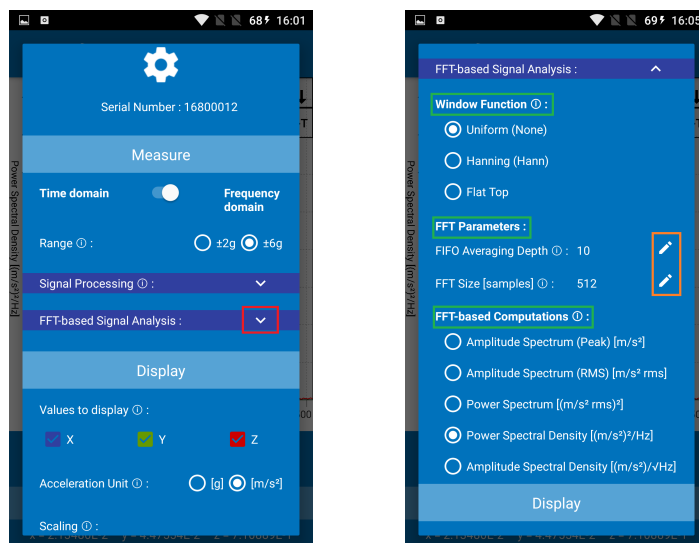 68 16:01
Serial Number : 16800012
Measure
Time domain
Frequency
domain
Range ⓘ :
±2g ±6g
Signal Processing ⓘ :
FFT-based Signal Analysis :
Display
Values to display ⓘ :
X Y Z
Acceleration Unit ⓘ :
[g] [m/s²]
Scaling ⓘ :
Power Spectral Density [(m/s²)²/Hz]
69 16:05
FFT-based Signal Analysis :
Window Function ⓘ :
Uniform (None)
Hanning (Hann)
Flat Top
FFT Parameters :
FIFO Averaging Depth ⓘ : 10
FFT Size [samples] ⓘ : 512
FFT-based Computations ⓘ :
Amplitude Spectrum (Peak) [m/s²]
Amplitude Spectrum (RMS) [m/s² rms]
Power Spectrum [(m/s² rms)²]
Power Spectral Density [(m/s²)²/Hz]
Amplitude Spectral Density [(m/s²)/√Hz]
Display
Power Spectral Density [(m/s²)²/Hz]